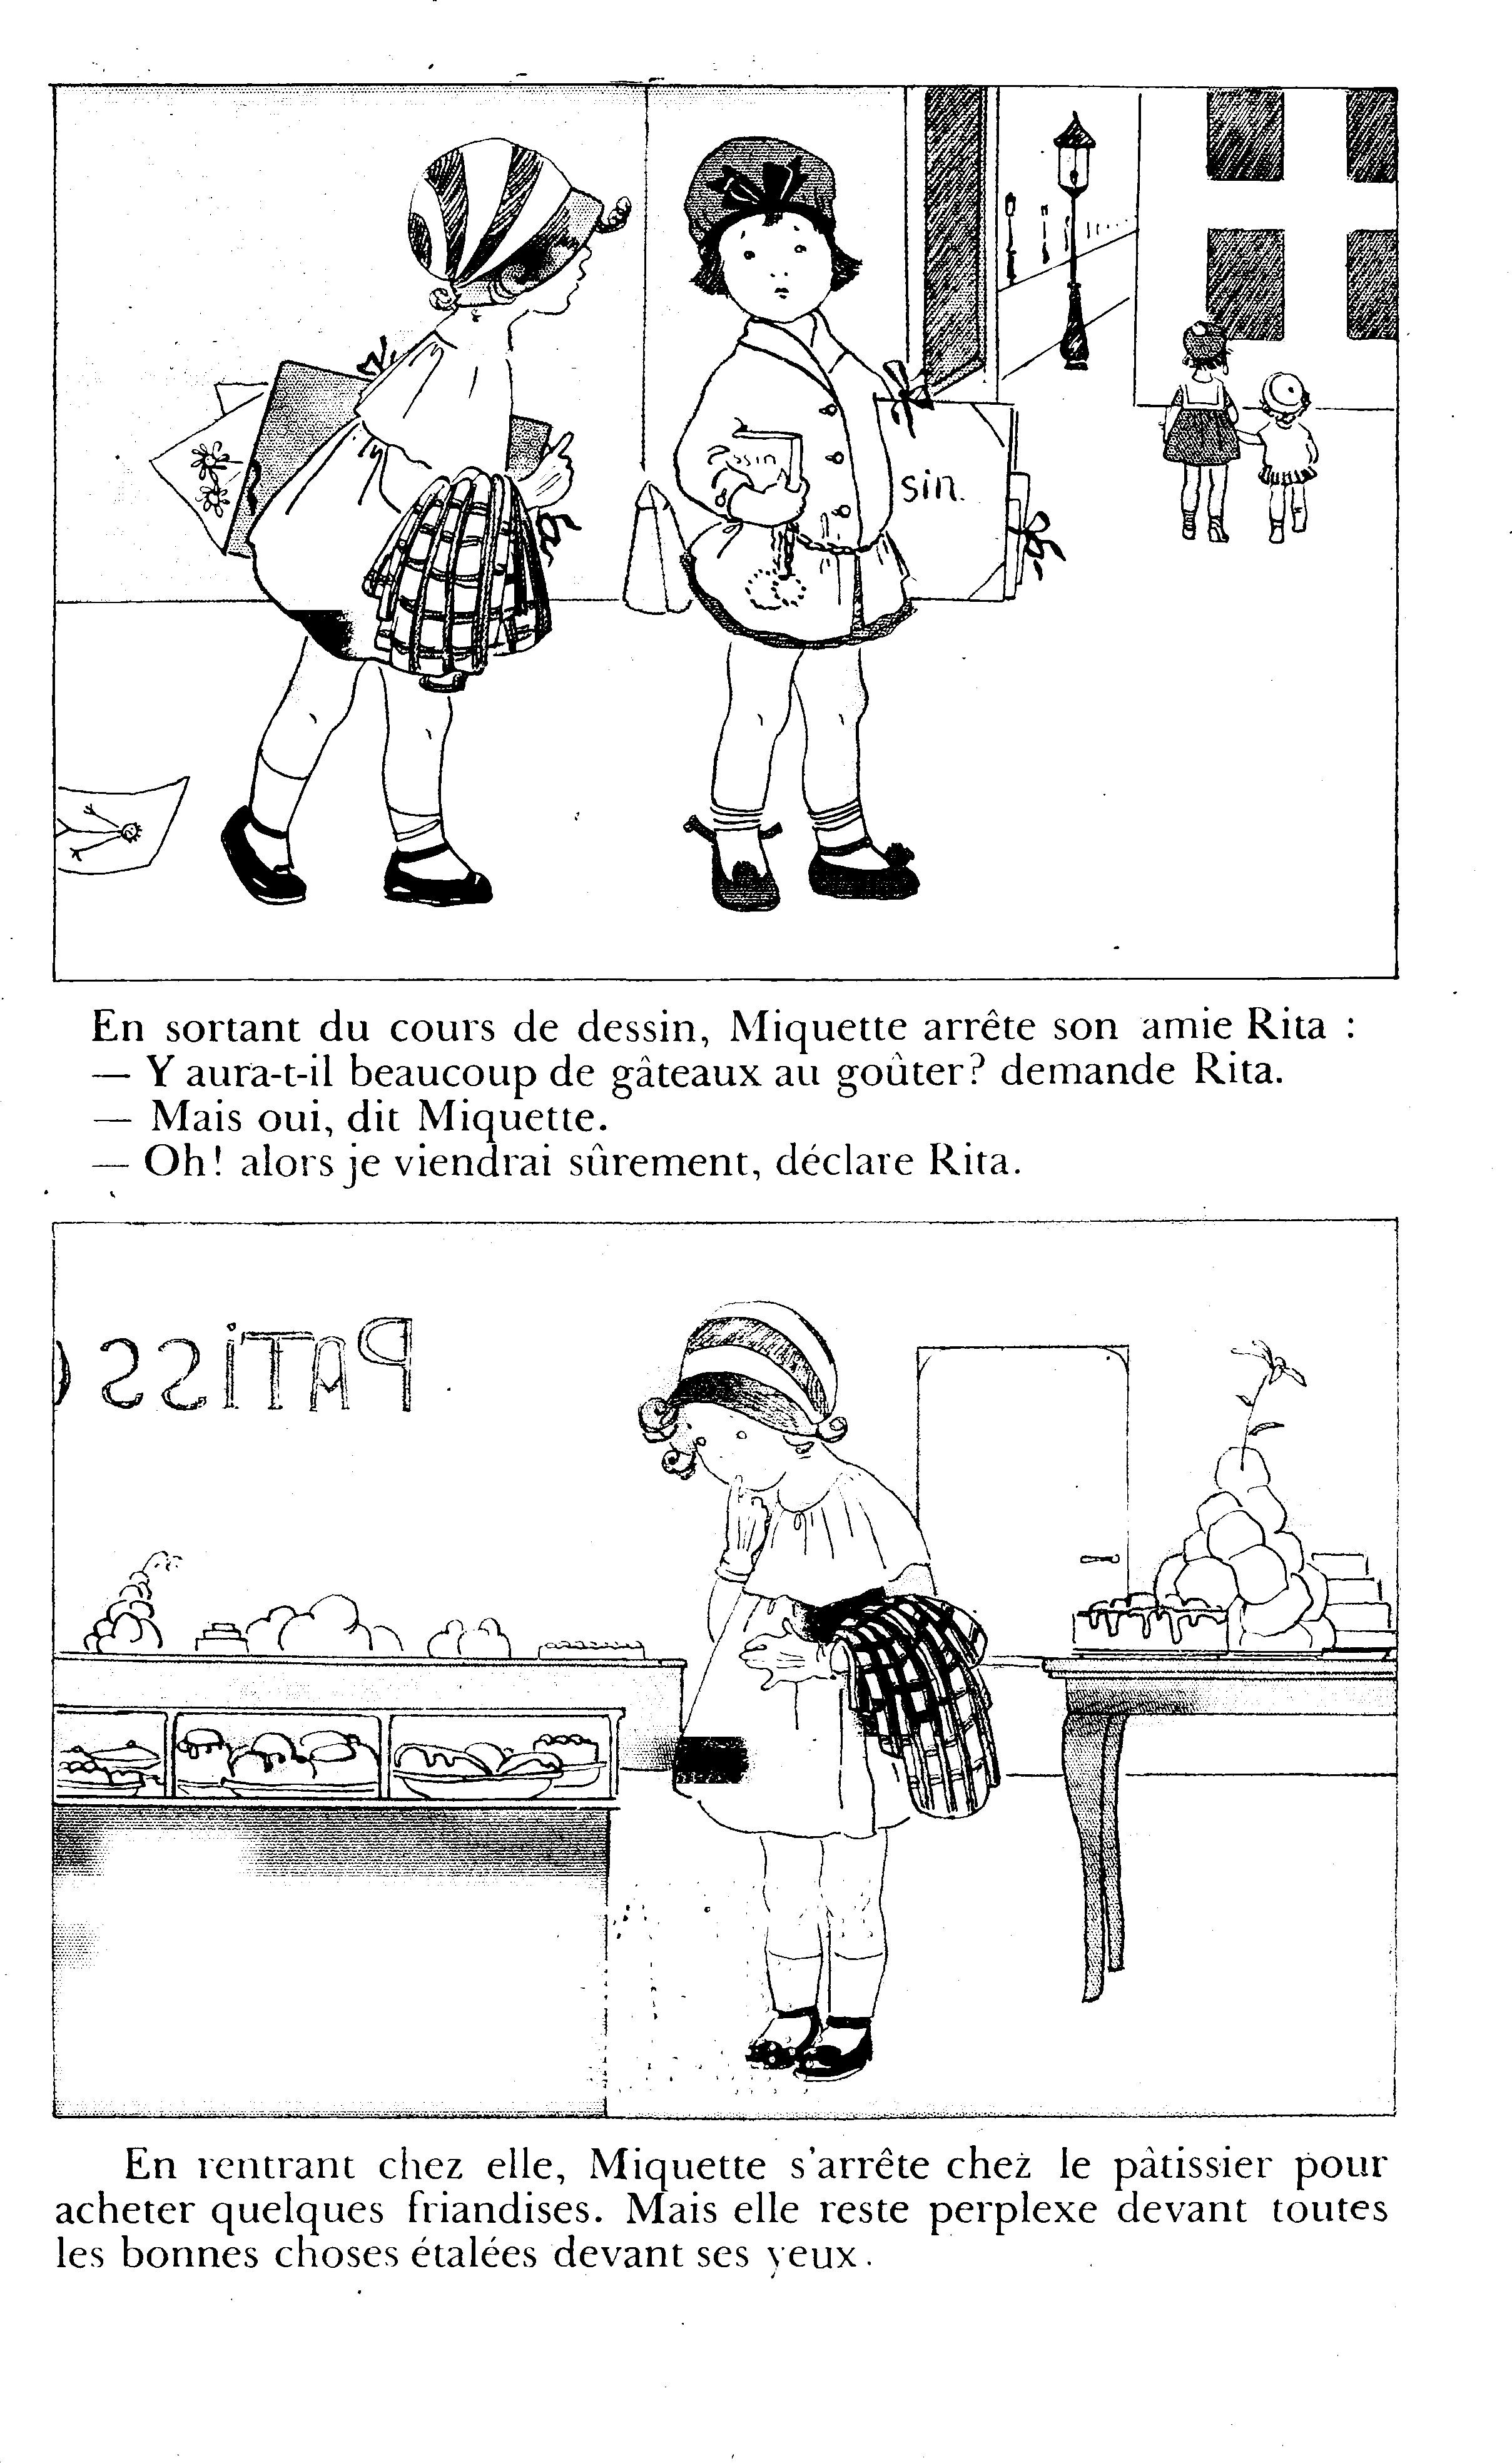 ssin
sin.
En sortant du cours de dessin, Miquette arrête son amie Rita :
— Y aura-t-il beaucoup de gâteaux au goûter? demande Rita.
— Mais oui, dit Miquette.
— Oh! alors je viendrai sûrement, déclare Rita.
PATISS
En rentrant chez elle, Miquette s'arrête chez le pâtissier pour
acheter quelques friandises. Mais elle reste perplexe devant toutes
les bonnes choses étalées devant ses yeux.